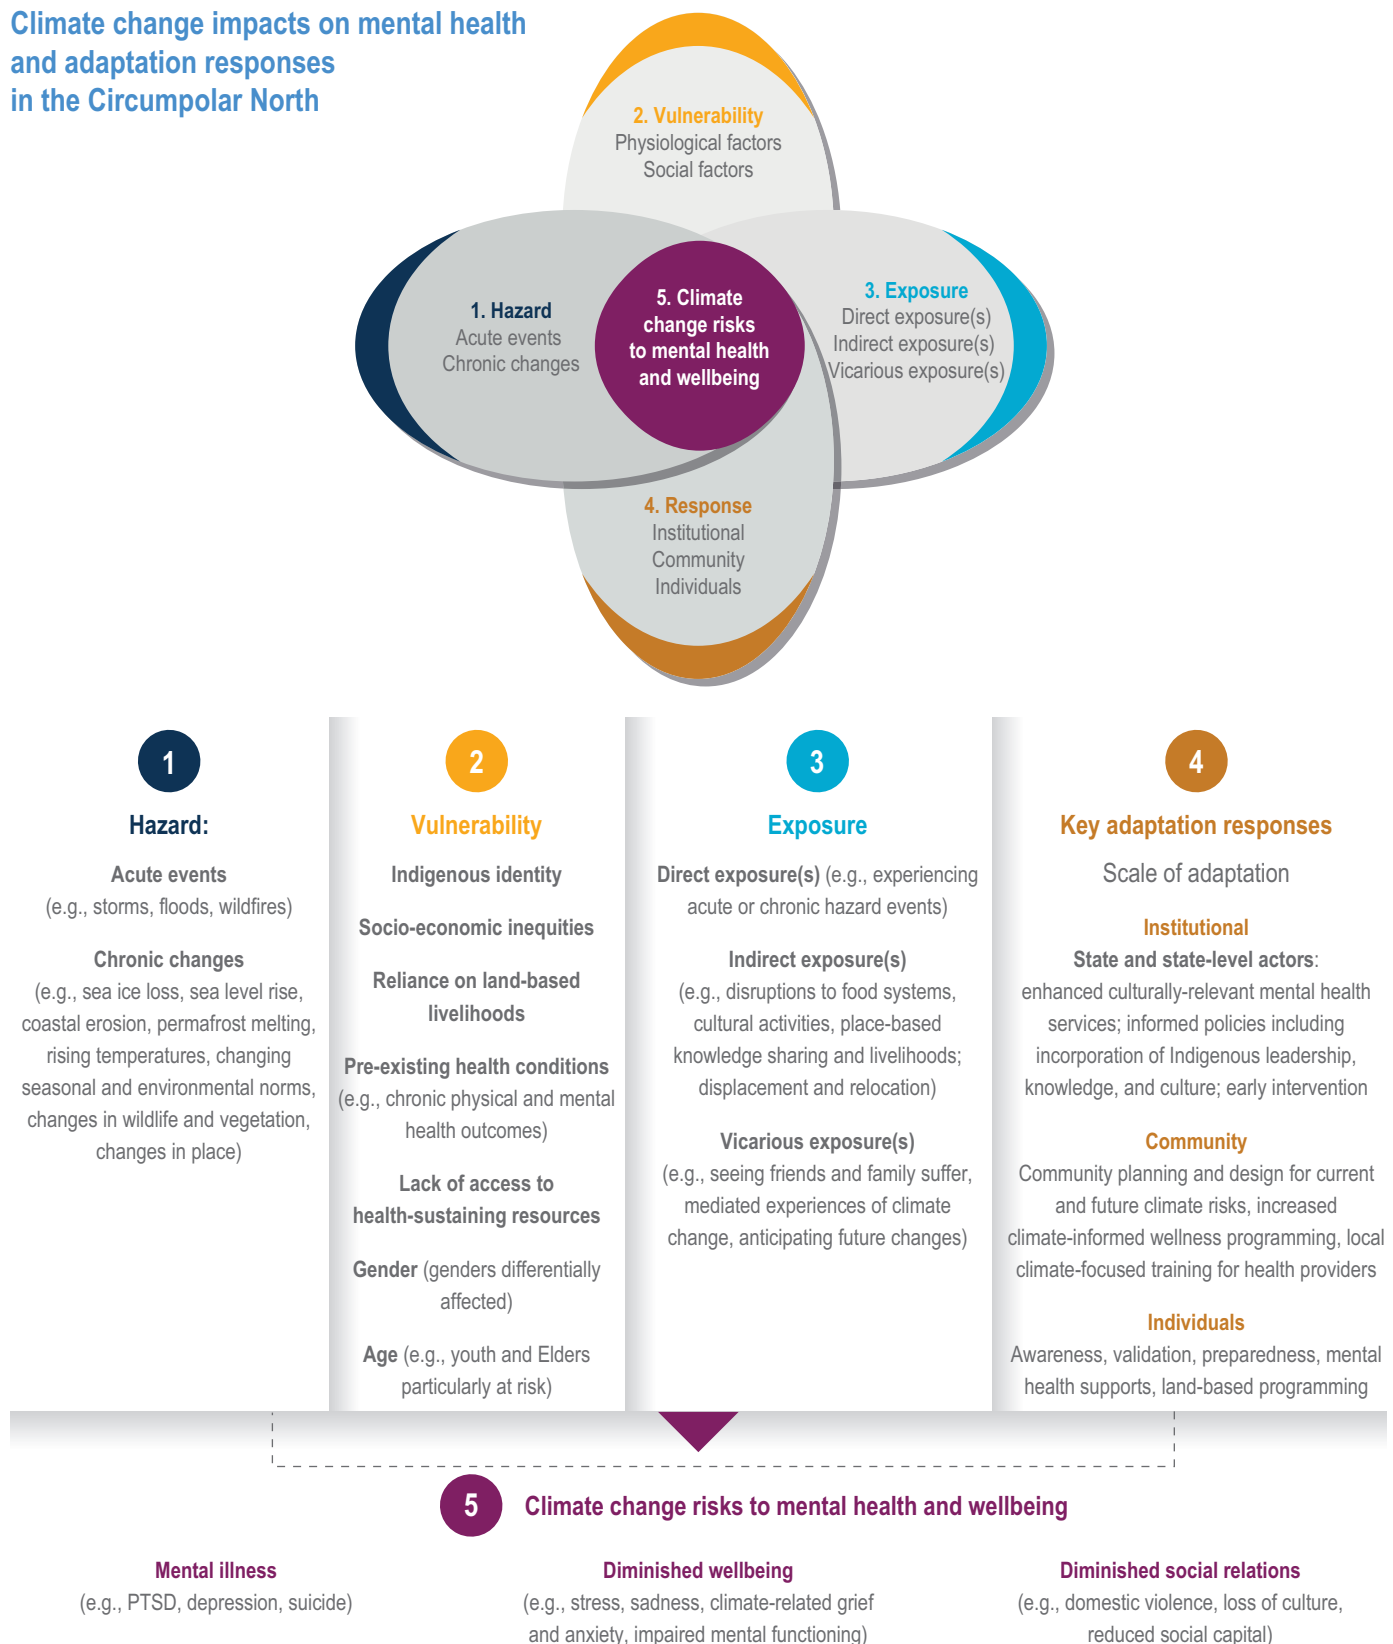 Climate change impacts on mental health
and adaptation responses
in the Circumpolar North
2. Vulnerability
Physiological factors
Social factors
1. Hazard
Acute events
Chronic changes
5. Climate
change risks
to mental health
and wellbeing
3. Exposure
Direct exposure(s)
Indirect exposure(s)
Vicarious exposure(s)
4. Response
Institutional
Community
Individuals
1
Hazard:
Acute events
(e.g., storms, floods, wildfires)
Chronic changes
(e.g., sea ice loss, sea level rise,
coastal erosion, permafrost melting,
rising temperatures, changing
seasonal and environmental norms,
changes in wildlife and vegetation,
changes in place)
2
Vulnerability
Indigenous identity
Socio-economic inequities
Reliance on land-based
livelihoods
Pre-existing health conditions
(e.g., chronic physical and mental
health outcomes)
Lack of access to
health-sustaining resources
Gender (genders differentially
affected)
Age (e.g., youth and Elders
particularly at risk)
3
Exposure
Direct exposure(s) (e.g., experiencing
acute or chronic hazard events)
Indirect exposure(s)
(e.g., disruptions to food systems,
cultural activities, place-based
knowledge sharing and livelihoods;
displacement and relocation)
Vicarious exposure(s)
(e.g., seeing friends and family suffer,
mediated experiences of climate
change, anticipating future changes)
4
Key adaptation responses
Scale of adaptation
Institutional
State and state-level actors:
enhanced culturally-relevant mental health
services; informed policies including
incorporation of Indigenous leadership,
knowledge, and culture; early intervention
Community
Community planning and design for current
and future climate risks, increased
climate-informed wellness programming, local
climate-focused training for health providers
Individuals
Awareness, validation, preparedness, mental
health supports, land-based programming
5
Climate change risks to mental health and wellbeing
Mental illness
(e.g., PTSD, depression, suicide)
Diminished wellbeing
(e.g., stress, sadness, climate-related grief
and anxiety, impaired mental functioning)
Diminished social relations
(e.g., domestic violence, loss of culture,
reduced social capital)